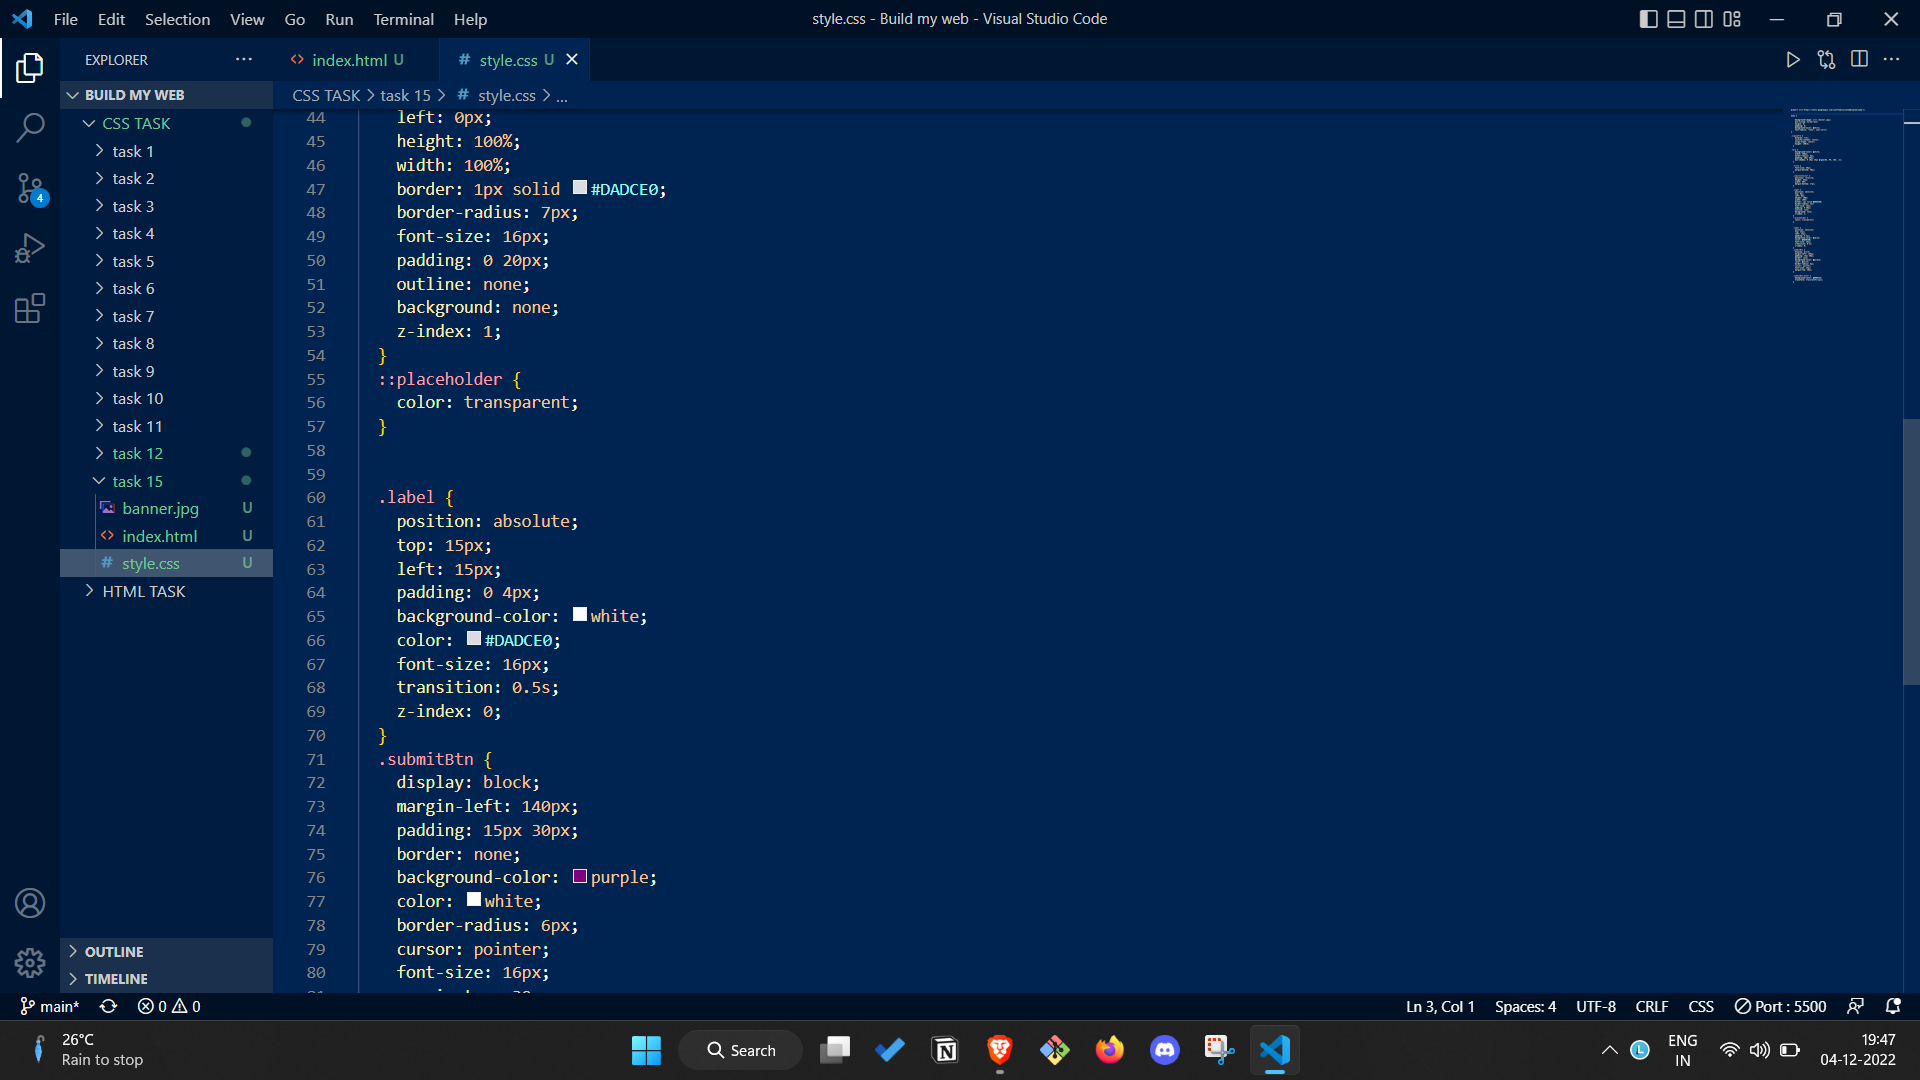 File Edit Selection View Go Run Terminal Help
style.css - Build my web - Visual Studio Code
EXPLORER
index.html U
style.css U
BUILD MY WEB
CSS TASK > task 15 > # style.css > ...
CSS TASK
task 1
task 2
task 3
task 4
task 5
task 6
task 7
task 8
task 9
task 10
task 11
task 12
task 15
banner.jpg U
index.html U
# style.css U
HTML TASK
OUTLINE
TIMELINE
4
44 left: 0px;
45 height: 100%;
46 width: 100%;
47 border: 1px solid #DADCE0;
48 border-radius: 7px;
49 font-size: 16px;
50 padding: 0 20px;
51 outline: none;
52 background: none;
53 z-index: 1;
54 }
55 ::placeholder {
56 color: transparent;
57 }
58
59
60 .label {
61 position: absolute;
62 top: 15px;
63 left: 15px;
64 padding: 0 4px;
65 background-color: white;
66 color: #DADCE0;
67 font-size: 16px;
68 transition: 0.5s;
69 z-index: 0;
70 }
71 .submitBtn {
72 display: block;
73 margin-left: 140px;
74 padding: 15px 30px;
75 border: none;
76 background-color: purple;
77 color: white;
78 border-radius: 6px;
79 cursor: pointer;
80 font-size: 16px;
main* 0 0
Ln 3, Col 1 Spaces: 4 UTF-8 CRLF CSS Port : 5500
26°C
Rain to stop
Search
ENG
IN
19:47
04-12-2022